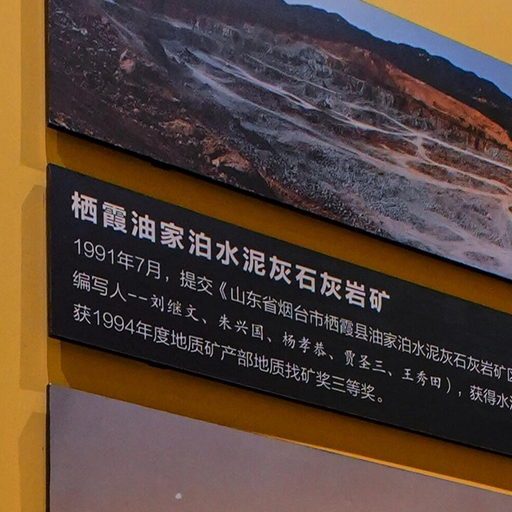 栖霞油家泊水泥灰石灰岩矿
1991年7月，提交《山东省烟台市栖霞县油家泊水泥灰石灰岩矿区
编写人--刘继文、朱兴国、杨孝恭、贾圣三、王秀田），获得水泥
获1994年度地质矿产部地质找矿奖三等奖。